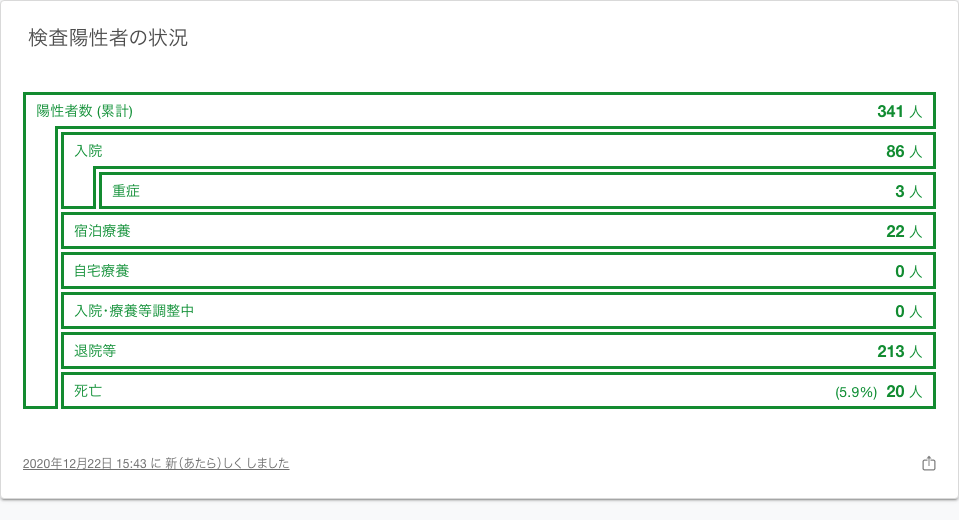 検査陽性者の状況
陽性者数 (累計) 341 人
入院 86 人
重症 3 人
宿泊療養 22 人
自宅療養 0 人
入院･療養等調整中 0 人
退院等 213 人
死亡 (5.9%) 20 人
2020年12月22日 15:43 に 新(あたら)しく しました